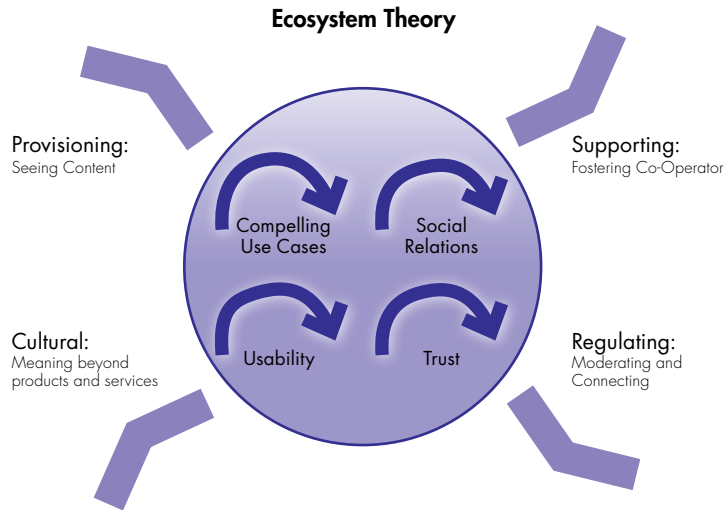 Ecosystem Theory
Provisioning:
Seeing Content
Supporting:
Fostering Co-Operator
Compelling
Use Cases
Social
Relations
Cultural:
Meaning beyond
products and services
Usability
Trust
Regulating:
Moderating and
Connecting